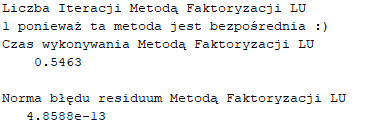 Liczba Iteracji Metodą Faktoryzacji LU
1 ponieważ ta metoda jest bezpośrednia :)
Czas wykonywania Metodą Faktoryzacji LU
0.5463
Norma błędu residuum Metodą Faktoryzacji LU
4.8588e-13